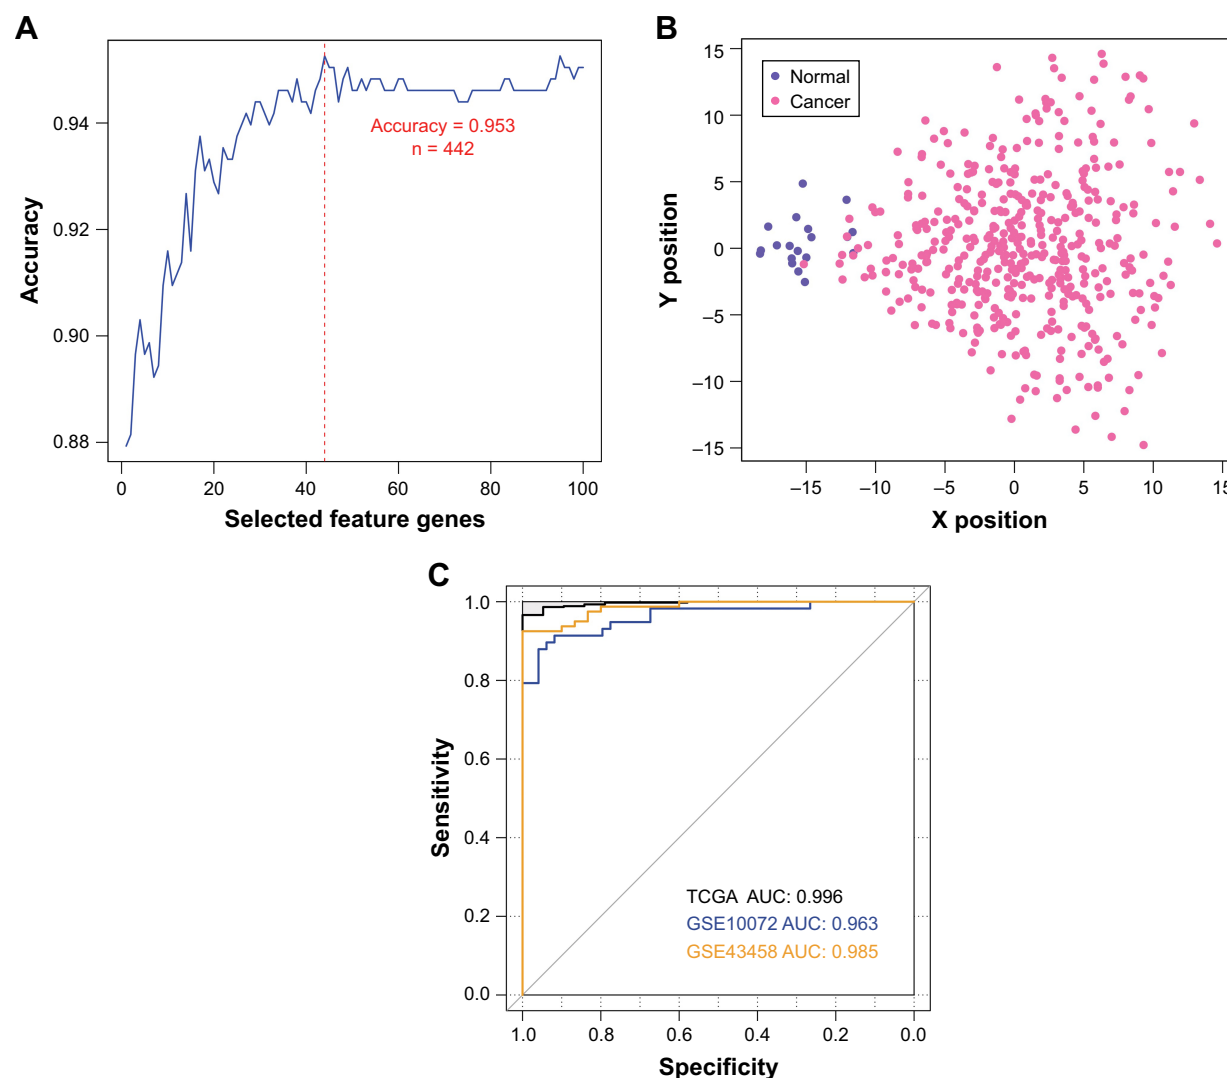 A
0.94
0.92
0.90
0.88
Accuracy
Accuracy = 0.953
n = 442
0 20 40 60 80 100
Selected feature genes
B
15
10
5
0
–5
–10
–15
Y position
Normal
Cancer
–15 –10 –5 0 5 10 15
X position
C
1.0
0.8
0.6
0.4
0.2
0.0
Sensitivity
TCGA AUC: 0.996
GSE10072 AUC: 0.963
GSE43458 AUC: 0.985
1.0 0.8 0.6 0.4 0.2 0.0
Specificity